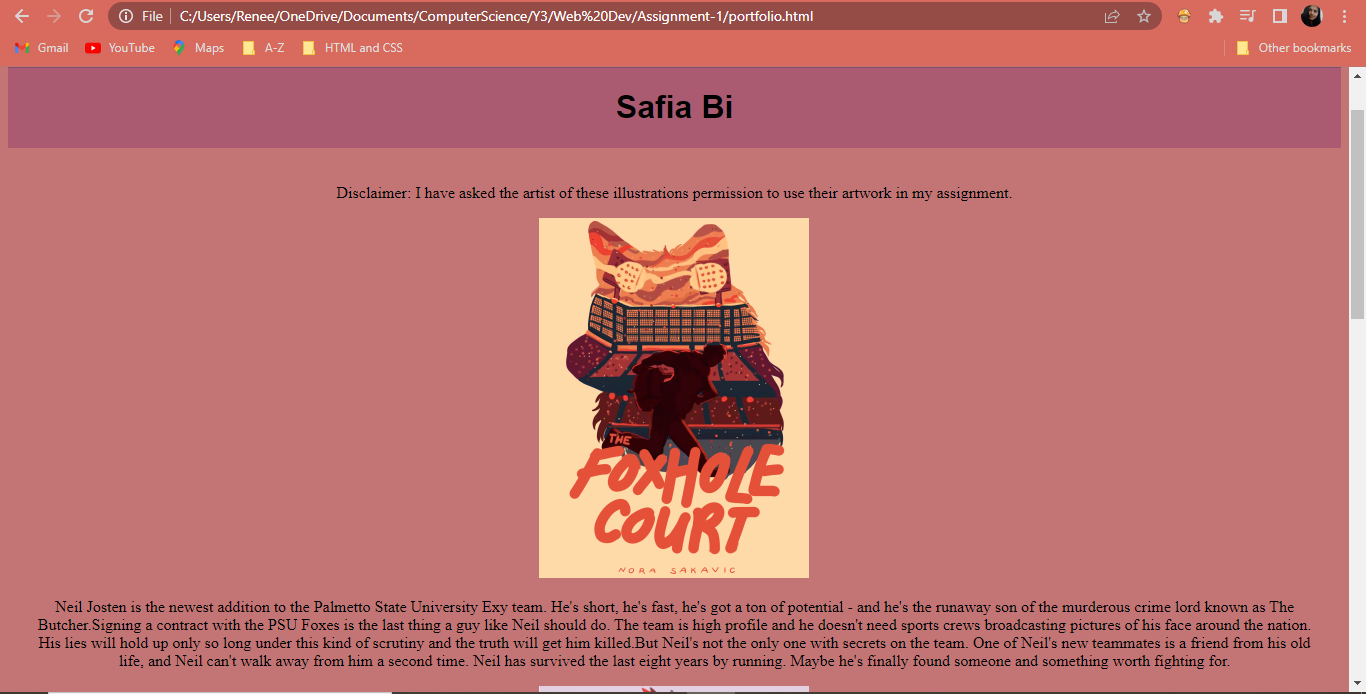 File C:/Users/Renee/OneDrive/Documents/ComputerScience/Y3/Web%20Dev/Assignment-1/portfolio.html
Gmail YouTube Maps A-Z HTML and CSS Other bookmarks
Safia Bi
Disclaimer: I have asked the artist of these illustrations permission to use their artwork in my assignment.
THE
FOXHOLE
COURT
NORA SAKAVIC
Neil Josten is the newest addition to the Palmetto State University Exy team. He's short, he's fast, he's got a ton of potential - and he's the runaway son of the murderous crime lord known as The
Butcher.Signing a contract with the PSU Foxes is the last thing a guy like Neil should do. The team is high profile and he doesn't need sports crews broadcasting pictures of his face around the nation.
His lies will hold up only so long under this kind of scrutiny and the truth will get him killed.But Neil's not the only one with secrets on the team. One of Neil's new teammates is a friend from his old
life, and Neil can't walk away from him a second time. Neil has survived the last eight years by running. Maybe he's finally found someone and something worth fighting for.